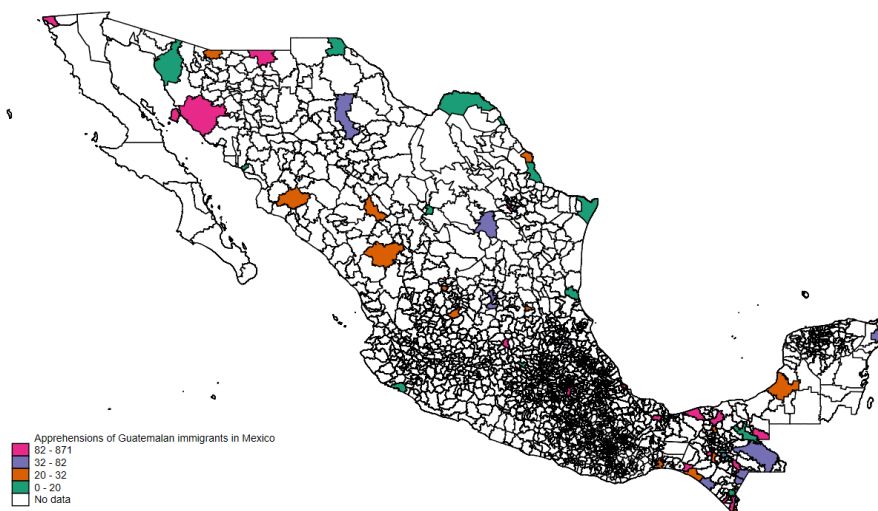 Apprehensions of Guatemalan immigrants in Mexico
82 - 871
32 - 82
20 - 32
0 - 20
No data